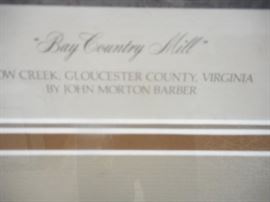 "Bay Country Mill"
OW CREEK, GLOUCESTER COUNTY, VIRGINIA
BY JOHN MORTON BARBER